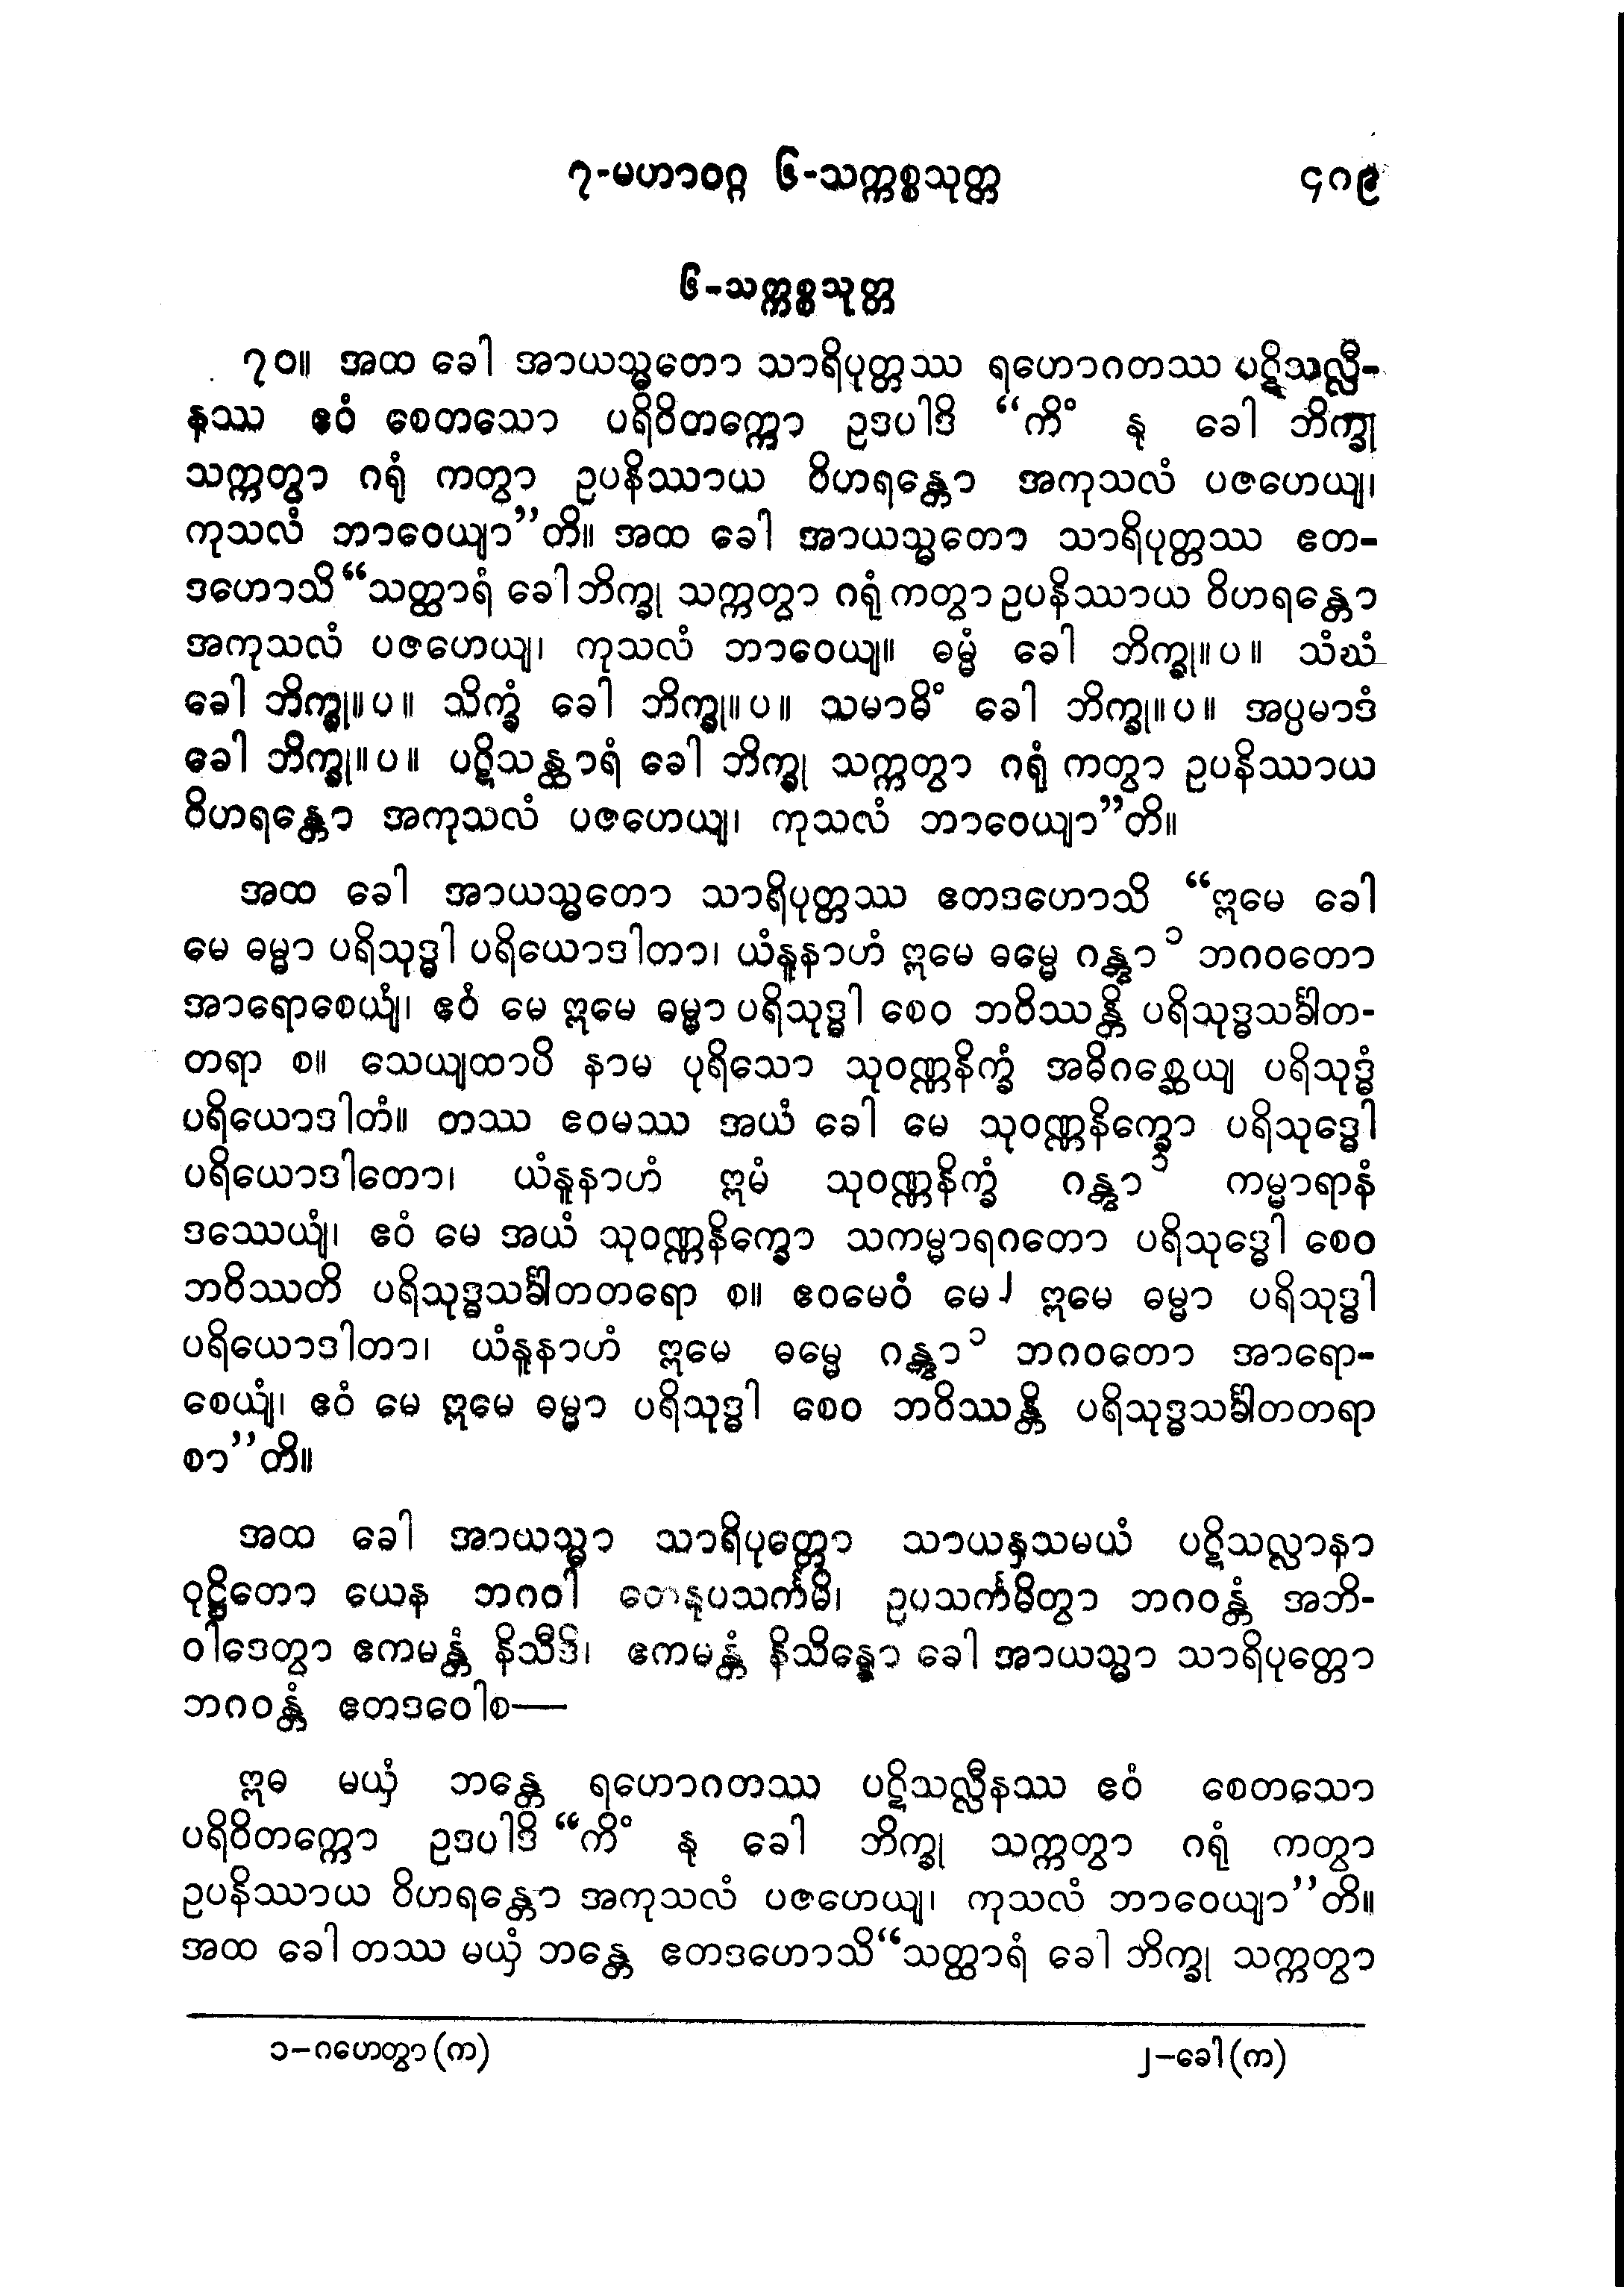 ၇-မဟာဝဂ္ဂ ၆-သက္ကစ္စသုတ္တ ၄၈၉
၆-သက္ကစ္စသုတ္တ
၇၀။ အထ ခေါ အာယသ္မတော သာရိပုတ္တဿ ရဟောဂတဿ ပဋိသလ္လီ-
နဿ ဧဝံ စေတသော ပရိဝိတက္ကော ဥဒပါဒိ “ကိံ နု ခေါ ဘိက္ခု
သက္ကတွာ ဂရုံ ကတွာ ဥပနိဿာယ ဝိဟရန္တော အကုသလံ ပဇဟေယျ၊
ကုသလံ ဘာဝေယျာ”တိ။ အထ ခေါ အာယသ္မတော သာရိပုတ္တဿ ဧတ-
ဒဟောသိ“သတ္ထာရံ ခေါ ဘိက္ခု သက္ကတွာ ဂရုံ ကတွာ ဥပနိဿာယ ဝိဟရန္တော
အကုသလံ ပဇဟေယျ၊ ကုသလံ ဘာဝေယျ။ ဓမ္မံ ခေါ ဘိက္ခု။ပ။ သံဃံ
ခေါ ဘိက္ခု။ပ။ သိက္ခံ ခေါ ဘိက္ခု။ပ။ သမာဓိံ ခေါ ဘိက္ခု။ပ။ အပ္ပမာဒံ
ခေါ ဘိက္ခု။ပ။ ပဋိသန္ထာရံ ခေါ ဘိက္ခု သက္ကတွာ ဂရုံ ကတွာ ဥပနိဿာယ
ဝိဟရန္တော အကုသလံ ပဇဟေယျ၊ ကုသလံ ဘာဝေယျာ”တိ။
အထ ခေါ အာယသ္မတော သာရိပုတ္တဿ ဧတဒဟောသိ “ဣမေ ခေါ
မေ ဓမ္မာ ပရိသုဒ္ဓါ ပရိယောဒါတာ၊ ယံနူနာဟံ ဣမေ ဓမ္မေ ဂန္တွာ ၁ ဘဂဝတော
အာရောစေယျံ၊ ဧဝံ မေ ဣမေ ဓမ္မာ ပရိသုဒ္ဓါ စေဝ ဘဝိဿန္တိ ပရိသုဒ္ဓသင်္ခါတ-
တရာ စ။ သေယျထာပိ နာမ ပုရိသော သုဝဏ္ဏနိက္ခံ အဓိဂစ္ဆေယျ ပရိသုဒ္ဓံ
ပရိယောဒါတံ။ တဿ ဧဝမဿ အယံ ခေါ မေ သုဝဏ္ဏနိက္ခော ပရိသုဒ္ဓေါ
ပရိယောဒါတော၊ ယံနူနာဟံ ဣမံ သုဝဏ္ဏနိက္ခံ ဂန္တွာ ၁ ကမ္မာရာနံ
ဒဿေယျံ၊ ဧဝံ မေ အယံ သုဝဏ္ဏနိက္ခော သကမ္မာရဂတော ပရိသုဒ္ဓေါ စေဝ
ဘဝိဿတိ ပရိသုဒ္ဓသင်္ခါတတရော စ။ ဧဝမေဝံ မေ ၂ ဣမေ ဓမ္မာ ပရိသုဒ္ဓါ
ပရိယောဒါတာ၊ ယံနူနာဟံ ဣမေ ဓမ္မေ ဂန္တွာ ၁ ဘဂဝတော အာရော-
စေယျံ၊ ဧဝံ မေ ဣမေ ဓမ္မာ ပရိသုဒ္ဓါ စေဝ ဘဝိဿန္တိ ပရိသုဒ္ဓသင်္ခါတတရာ
စာ”တိ။
အထ ခေါ အာယသ္မာ သာရိပုတ္တော သာယနှသမယံ ပဋိသလ္လာနာ
ဝုဋ္ဌိတော ယေန ဘဂဝါ တေနုပသင်္ကမိ၊ ဥပသင်္ကမိတွာ ဘဂဝန္တံ အဘိ-
ဝါဒေတွာ ဧကမန္တံ နိသီဒိ၊ ဧကမန္တံ နိသိန္နော ခေါ အာယသ္မာ သာရိပုတ္တော
ဘဂဝန္တံ ဧတဒဝေါစ—
ဣဓ မယှံ ဘန္တေ ရဟောဂတဿ ပဋိသလ္လီနဿ ဧဝံ စေတသော
ပရိဝိတက္ကော ဥဒပါဒိ “ကိံ နု ခေါ ဘိက္ခု သက္ကတွာ ဂရုံ ကတွာ
ဥပနိဿာယ ဝိဟရန္တော အကုသလံ ပဇဟေယျ၊ ကုသလံ ဘာဝေယျာ”တိ။
အထ ခေါ တဿ မယှံ ဘန္တေ ဧတဒဟောသိ“သတ္ထာရံ ခေါ ဘိက္ခု သက္ကတွာ
၁-ဂဟေတွာ (က) ၂-ခေါ (က)